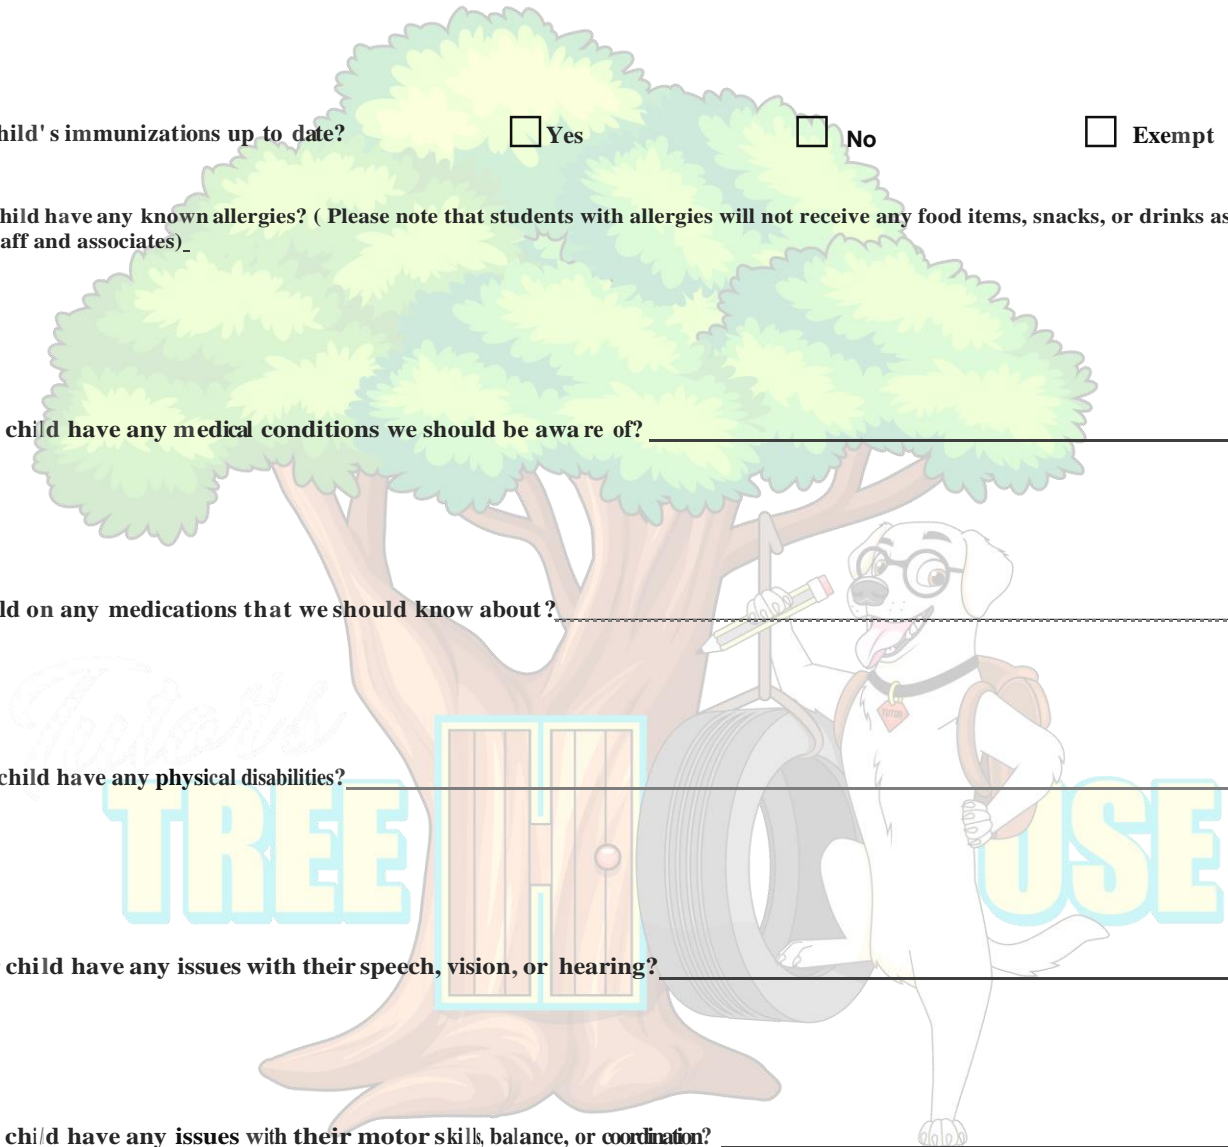 hild's immunizations up to date? Yes No Exempt
hild have any known allergies? ( Please note that students with allergies will not receive any food items, snacks, or drinks as
aff and associates)
child have any medical conditions we should be aware of?
ld on any medications that we should know about?
Tutor's
TUTOR
child have any physical disabilities?
TREE H USE
child have any issues with their speech, vision, or hearing?
child have any issues with their motor skills, balance, or coordination?